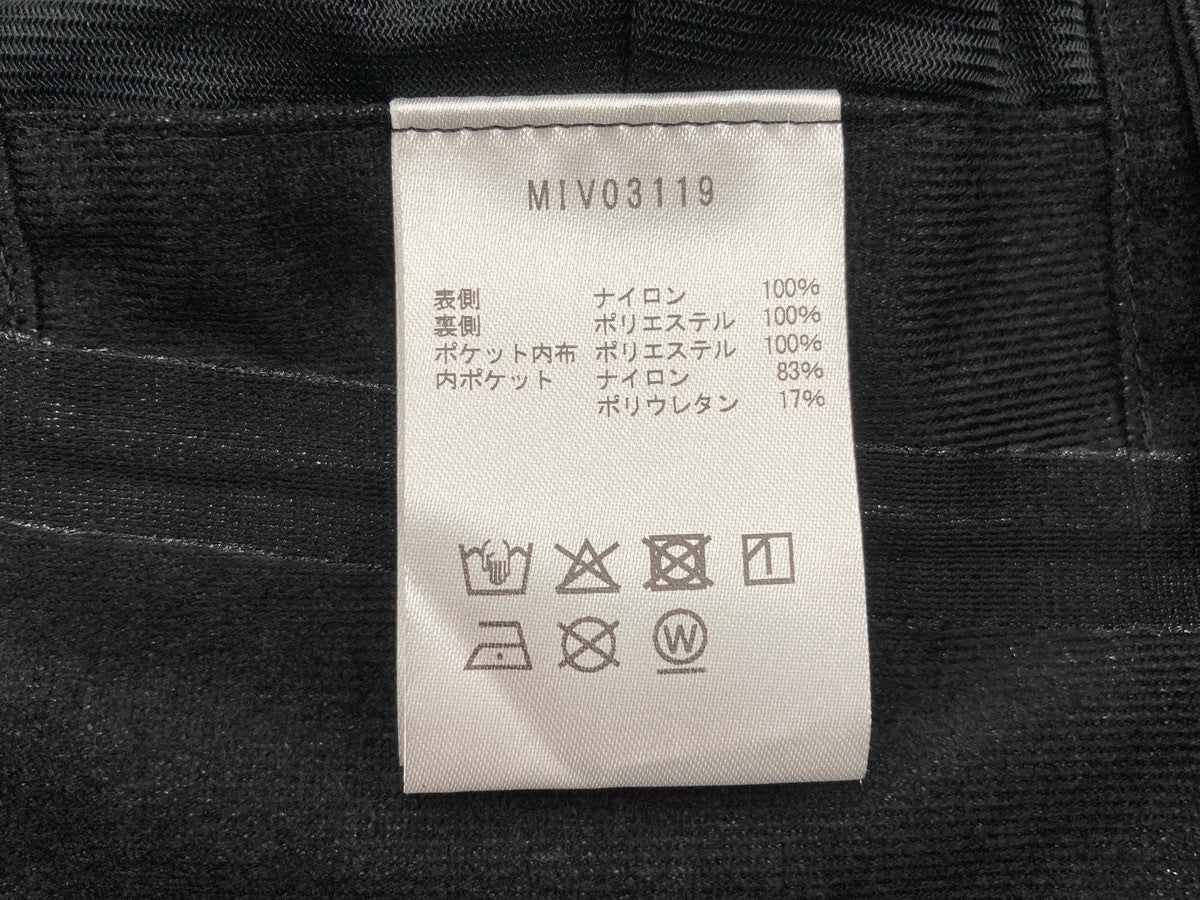 MIV03119
表側 ナイロン 100%
裏側 ポリエステル 100%
ポケット内布 ポリエステル 100%
内ポケット ナイロン 83%
ポリウレタン 17%
W